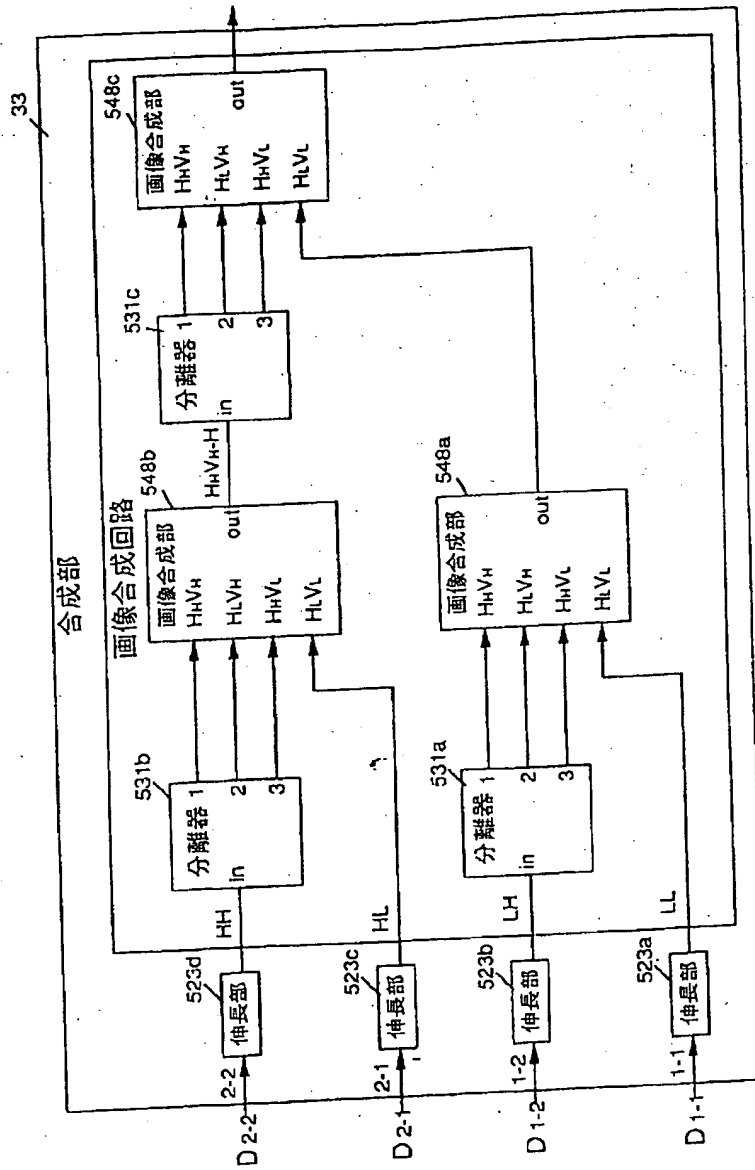 33
合成部
画像合成回路
548c
画像合成部
HHVH
HLVH
HHVL
HLVL
out
531c
分離器
in
1
2
3
HHVH-H
548b
画像合成部
HHVH
HLVH
HHVL
HLVL
out
531b
分離器
in
1
2
3
548a
画像合成部
HHVH
HLVH
HHVL
HLVL
out
531a
分離器
in
1
2
3
HH
HL
LH
LL
523d
伸長部
2-2
D2-2
523c
伸長部
2-1
D2-1
523b
伸長部
1-2
D1-2
523a
伸長部
1-1
D1-1